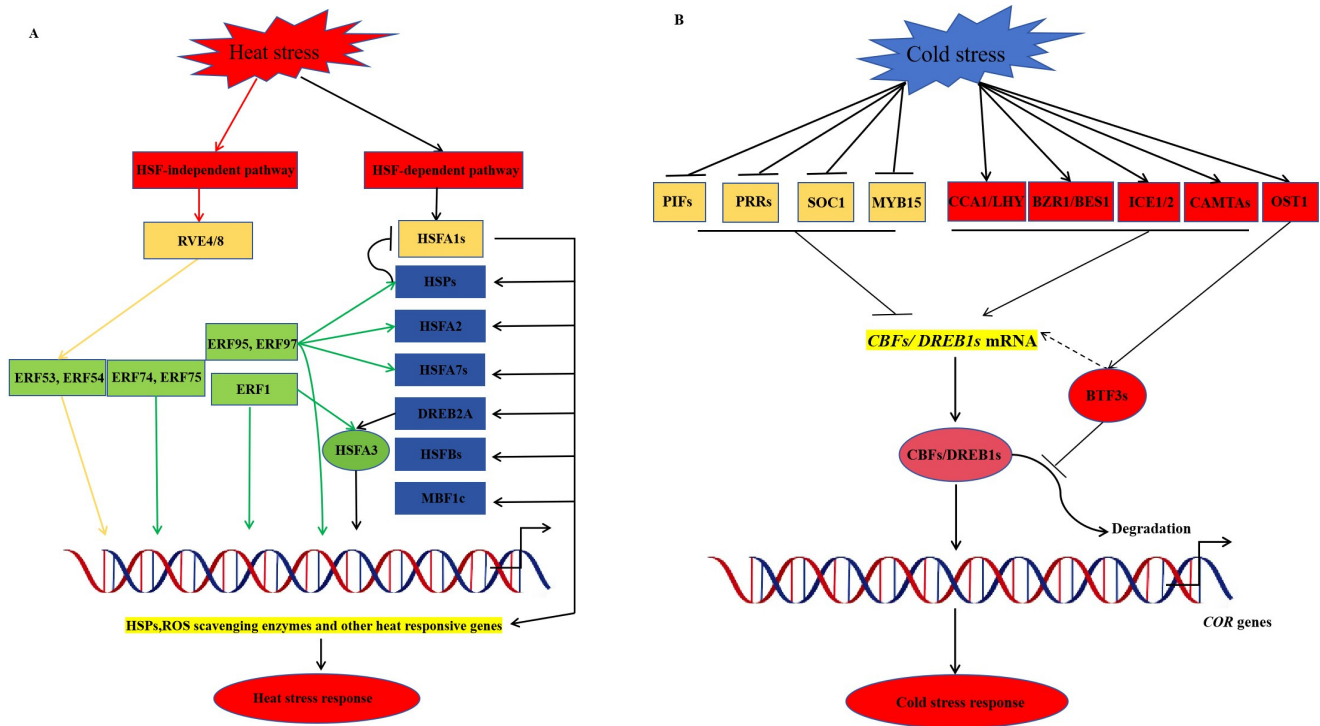 A
Heat stress
HSF-independent pathway
HSF-dependent pathway
RVE4/8
HSFA1s
HSPs
HSFA2
HSFA7s
DREB2A
HSFBs
MBF1c
ERF95, ERF97
ERF53, ERF54
ERF74, ERF75
ERF1
HSFA3
HSPs,ROS scavenging enzymes and other heat responsive genes
Heat stress response
B
Cold stress
PIFs
PRRs
SOC1
MYB15
CCA1/LHY
BZR1/BES1
ICE1/2
CAMTAs
OST1
CBFs/ DREB1s mRNA
BTF3s
CBFs/DREB1s
Degradation
COR genes
Cold stress response